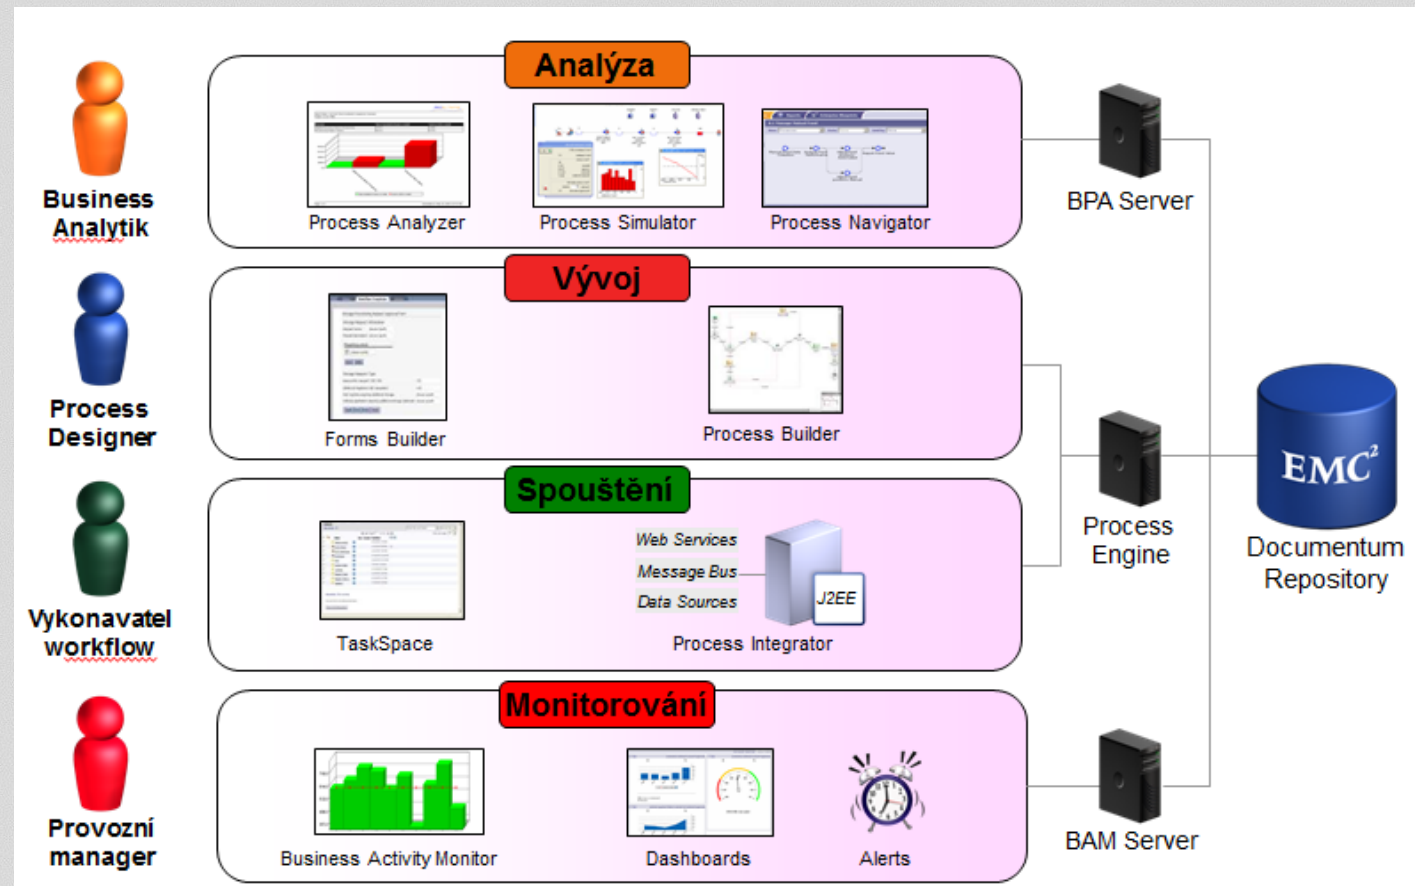 Analýza
Business
Analytik
Process Analyzer
Process Simulator
Process Navigator
BPA Server
Vývoj
Process
Designer
Forms Builder
Process Builder
Spouštění
Vykonavatel
workflow
TaskSpace
Web Services
Message Bus
Data Sources
J2EE
Process Integrator
Process
Engine
EMC²
Documentum
Repository
Monitorování
Provozní
manager
Business Activity Monitor
Dashboards
Alerts
BAM Server